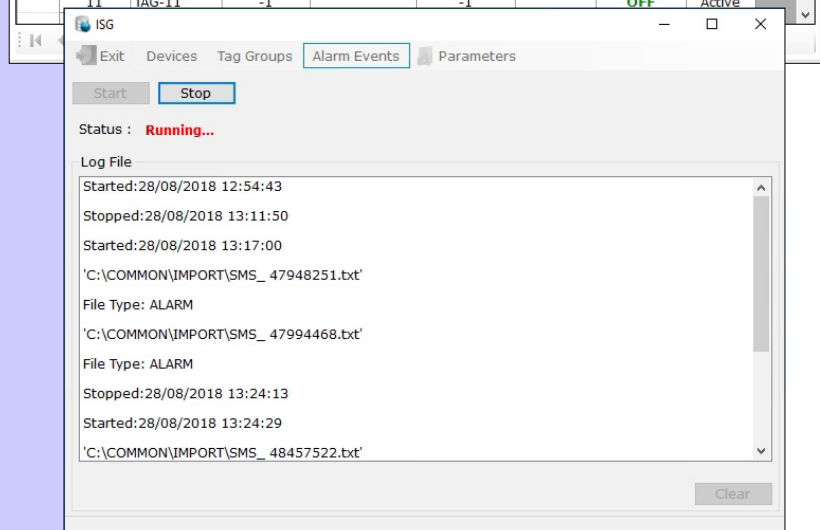 11 TAG-11 -1 -1 OFF Active
ISG
Exit Devices Tag Groups Alarm Events Parameters
Start Stop
Status : Running...
Log File
Started:28/08/2018 12:54:43
Stopped:28/08/2018 13:11:50
Started:28/08/2018 13:17:00
'C:\COMMON\IMPORT\SMS_ 47948251.txt'
File Type: ALARM
'C:\COMMON\IMPORT\SMS_ 47994468.txt'
File Type: ALARM
Stopped:28/08/2018 13:24:13
Started:28/08/2018 13:24:29
'C:\COMMON\IMPORT\SMS_ 48457522.txt'
Clear